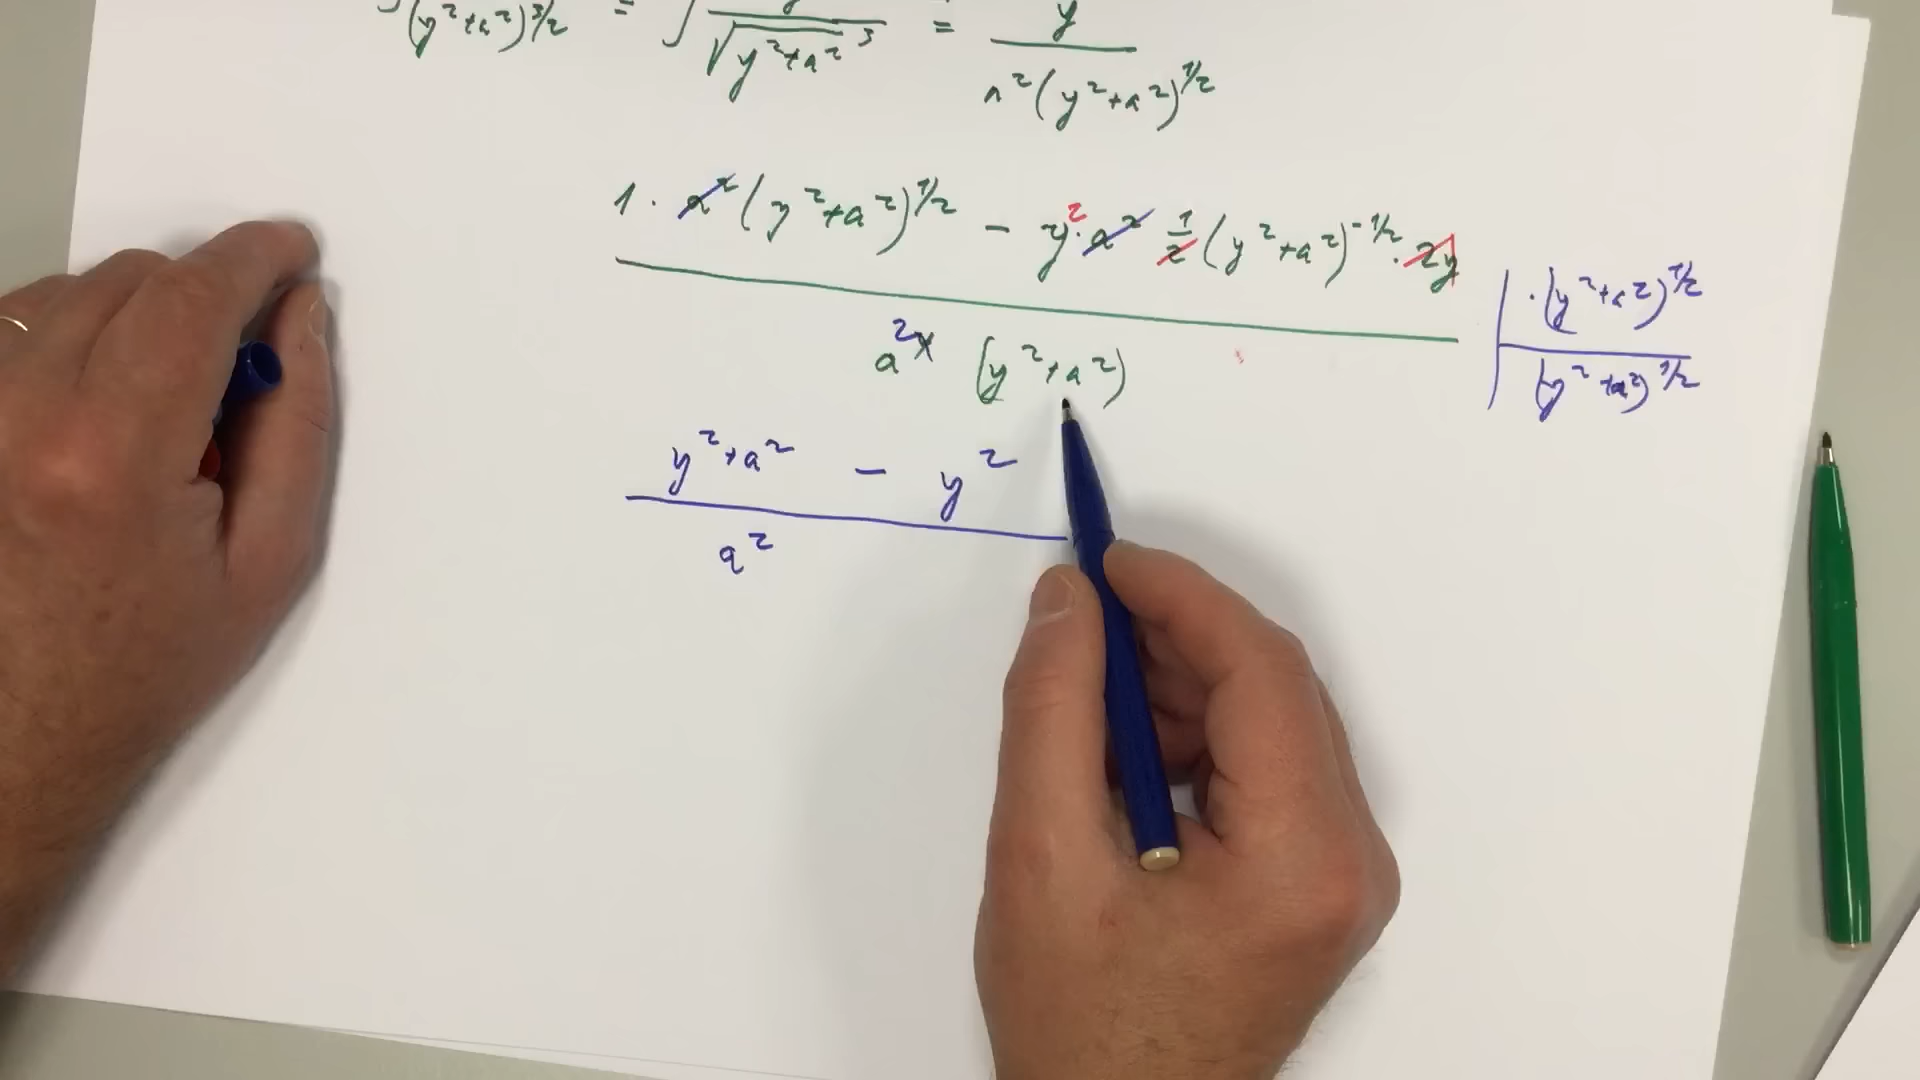 (y²+a²)^3/2 = ∫ y / √(y²+a²)³ = y / a²(y²+a²)^1/2
1 · a²(y²+a²)^1/2 − y²·a² 1/2 (y²+a²)^-1/2 · 2y | · (y²+a²)^1/2 / (y²+a²)^1/2
a² (y²+a²)
y²+a² − y²
a²